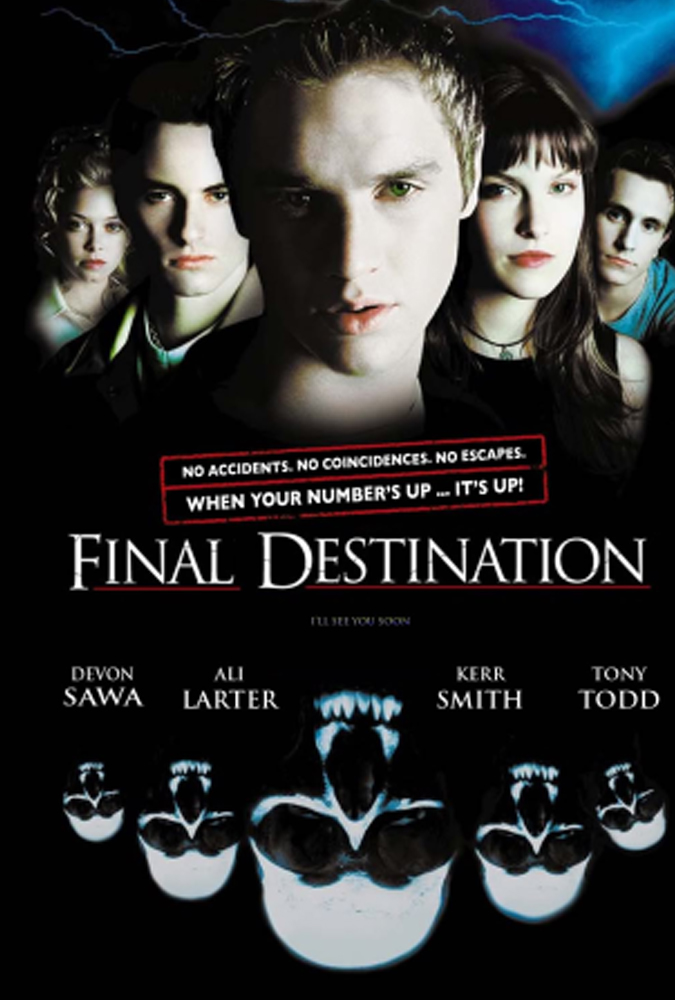 NO ACCIDENTS. NO COINCIDENCES. NO ESCAPES.
WHEN YOUR NUMBER'S UP ... IT'S UP!
FINAL DESTINATION
I'LL SEE YOU SOON
DEVON SAWA
ALI LARTER
KERR SMITH
TONY TODD